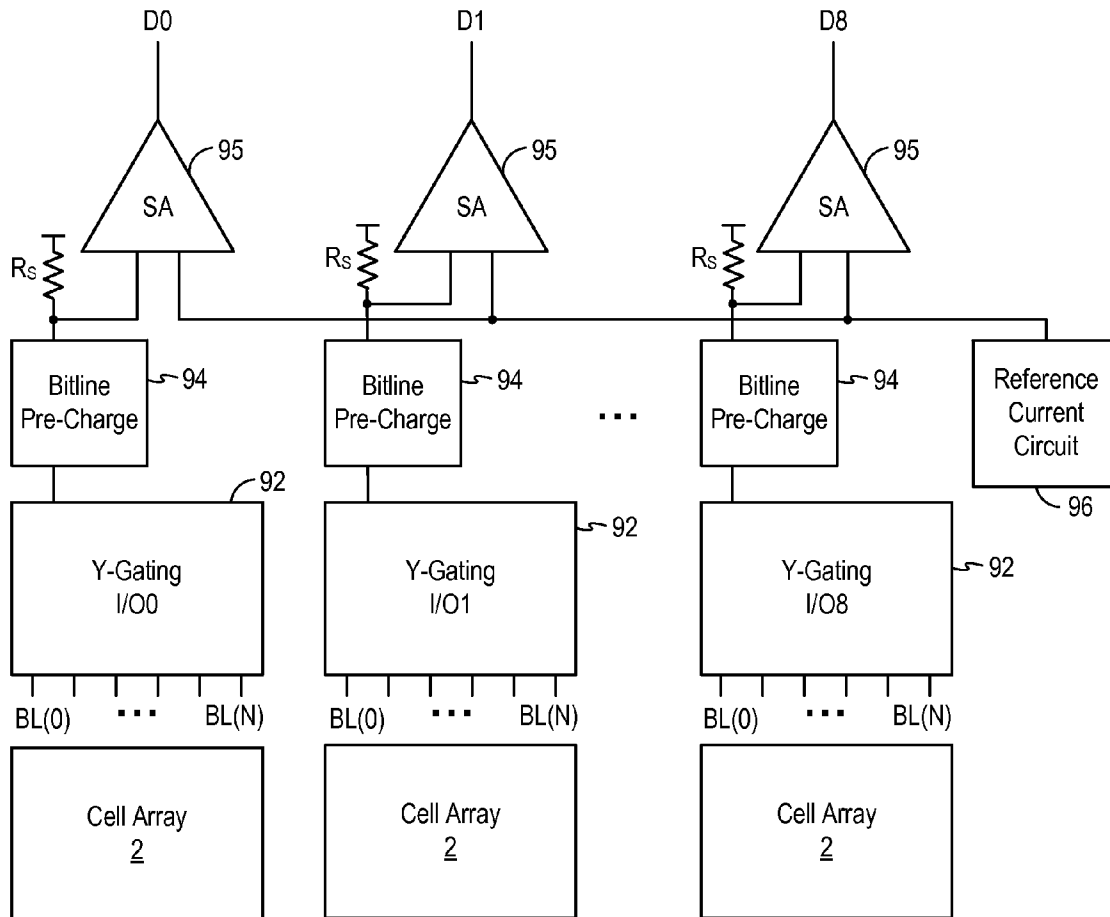 D0
D1
D8
95
95
95
SA
SA
SA
RS
RS
RS
Bitline
Pre-Charge
94
Bitline
Pre-Charge
94
...
Bitline
Pre-Charge
94
Reference
Current
Circuit
96
92
Y-Gating
I/O0
92
Y-Gating
I/O1
92
Y-Gating
I/O8
BL(0) ... BL(N)
BL(0) ... BL(N)
BL(0) ... BL(N)
Cell Array
2
Cell Array
2
Cell Array
2